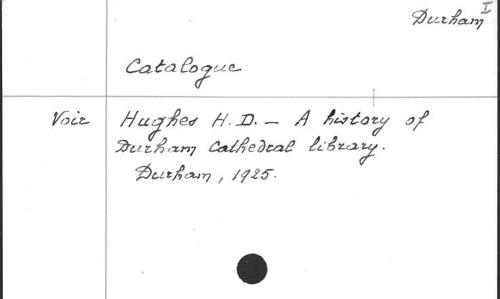 Durham I
Catalogue
Voir Hughes H. D. – A history of
Durham Cathedral library.
Durham, 1925.